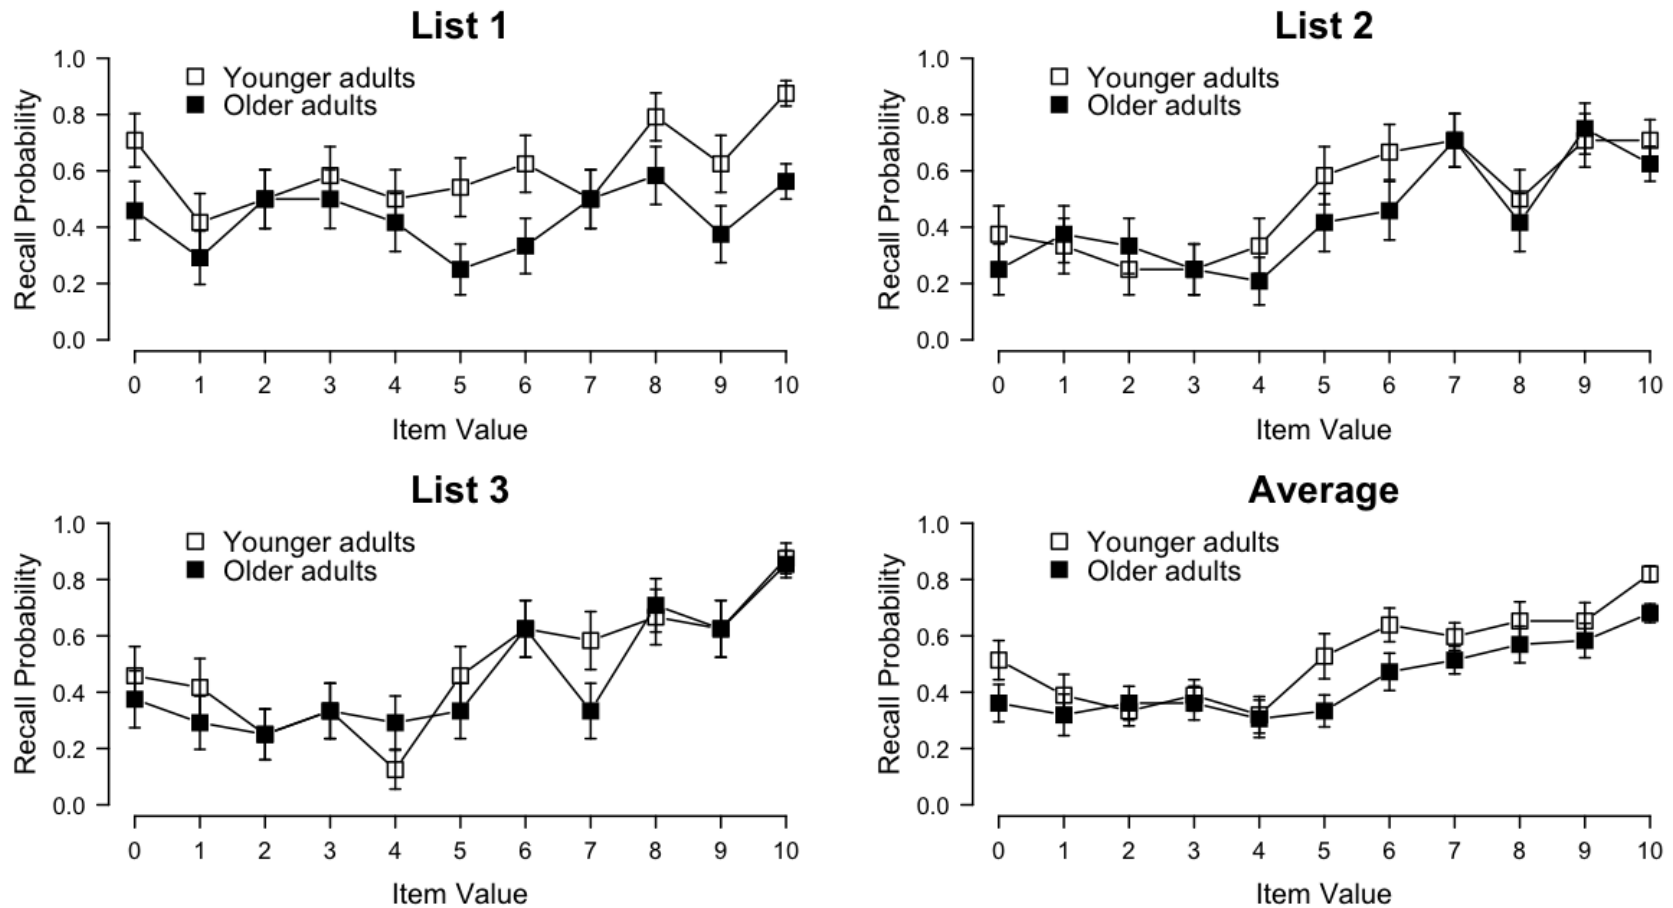 List 1
Recall Probability
1.0
0.8
0.6
0.4
0.2
0.0
Younger adults
Older adults
0 1 2 3 4 5 6 7 8 9 10
Item Value
List 2
Recall Probability
1.0
0.8
0.6
0.4
0.2
0.0
Younger adults
Older adults
0 1 2 3 4 5 6 7 8 9 10
Item Value
List 3
Recall Probability
1.0
0.8
0.6
0.4
0.2
0.0
Younger adults
Older adults
0 1 2 3 4 5 6 7 8 9 10
Item Value
Average
Recall Probability
1.0
0.8
0.6
0.4
0.2
0.0
Younger adults
Older adults
0 1 2 3 4 5 6 7 8 9 10
Item Value